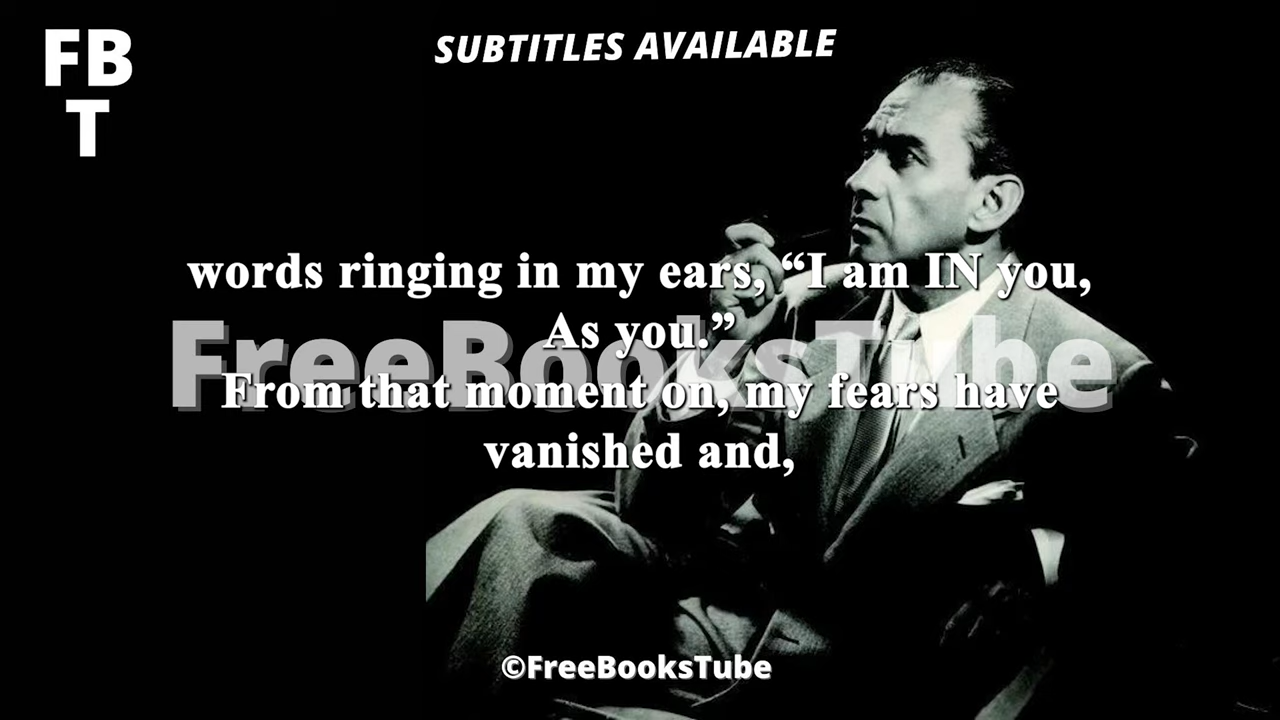 FB
T
SUBTITLES AVAILABLE
words ringing in my ears, “I am IN you,
As you.”
FreeBooksTube
From that moment on, my fears have
vanished and,
©FreeBooksTube